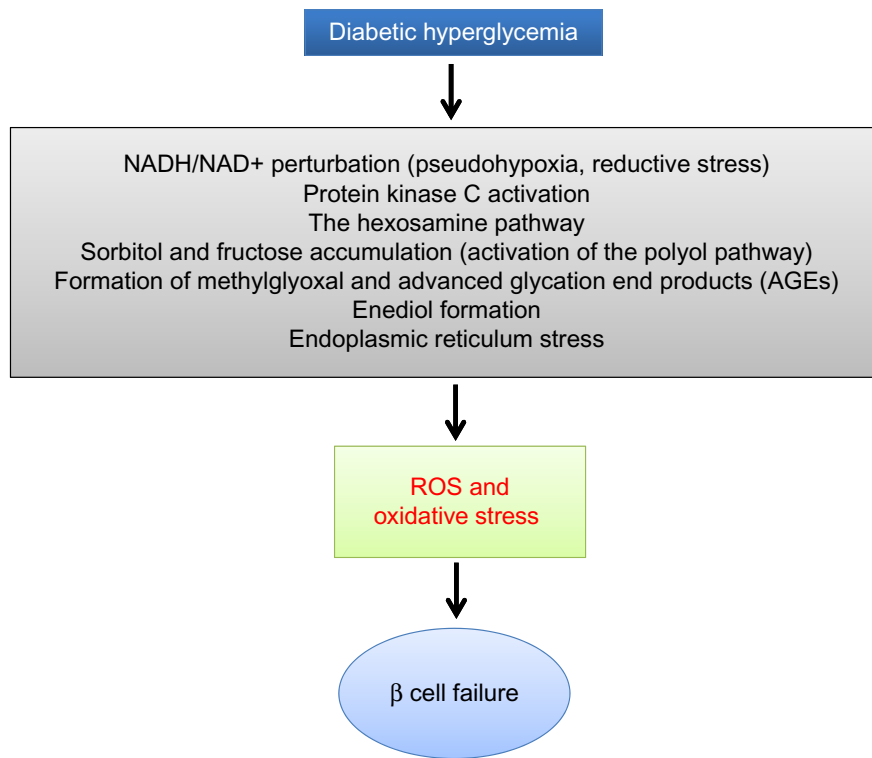 Diabetic hyperglycemia
NADH/NAD+ perturbation (pseudohypoxia, reductive stress)
Protein kinase C activation
The hexosamine pathway
Sorbitol and fructose accumulation (activation of the polyol pathway)
Formation of methylglyoxal and advanced glycation end products (AGEs)
Enediol formation
Endoplasmic reticulum stress
ROS and
oxidative stress
β cell failure